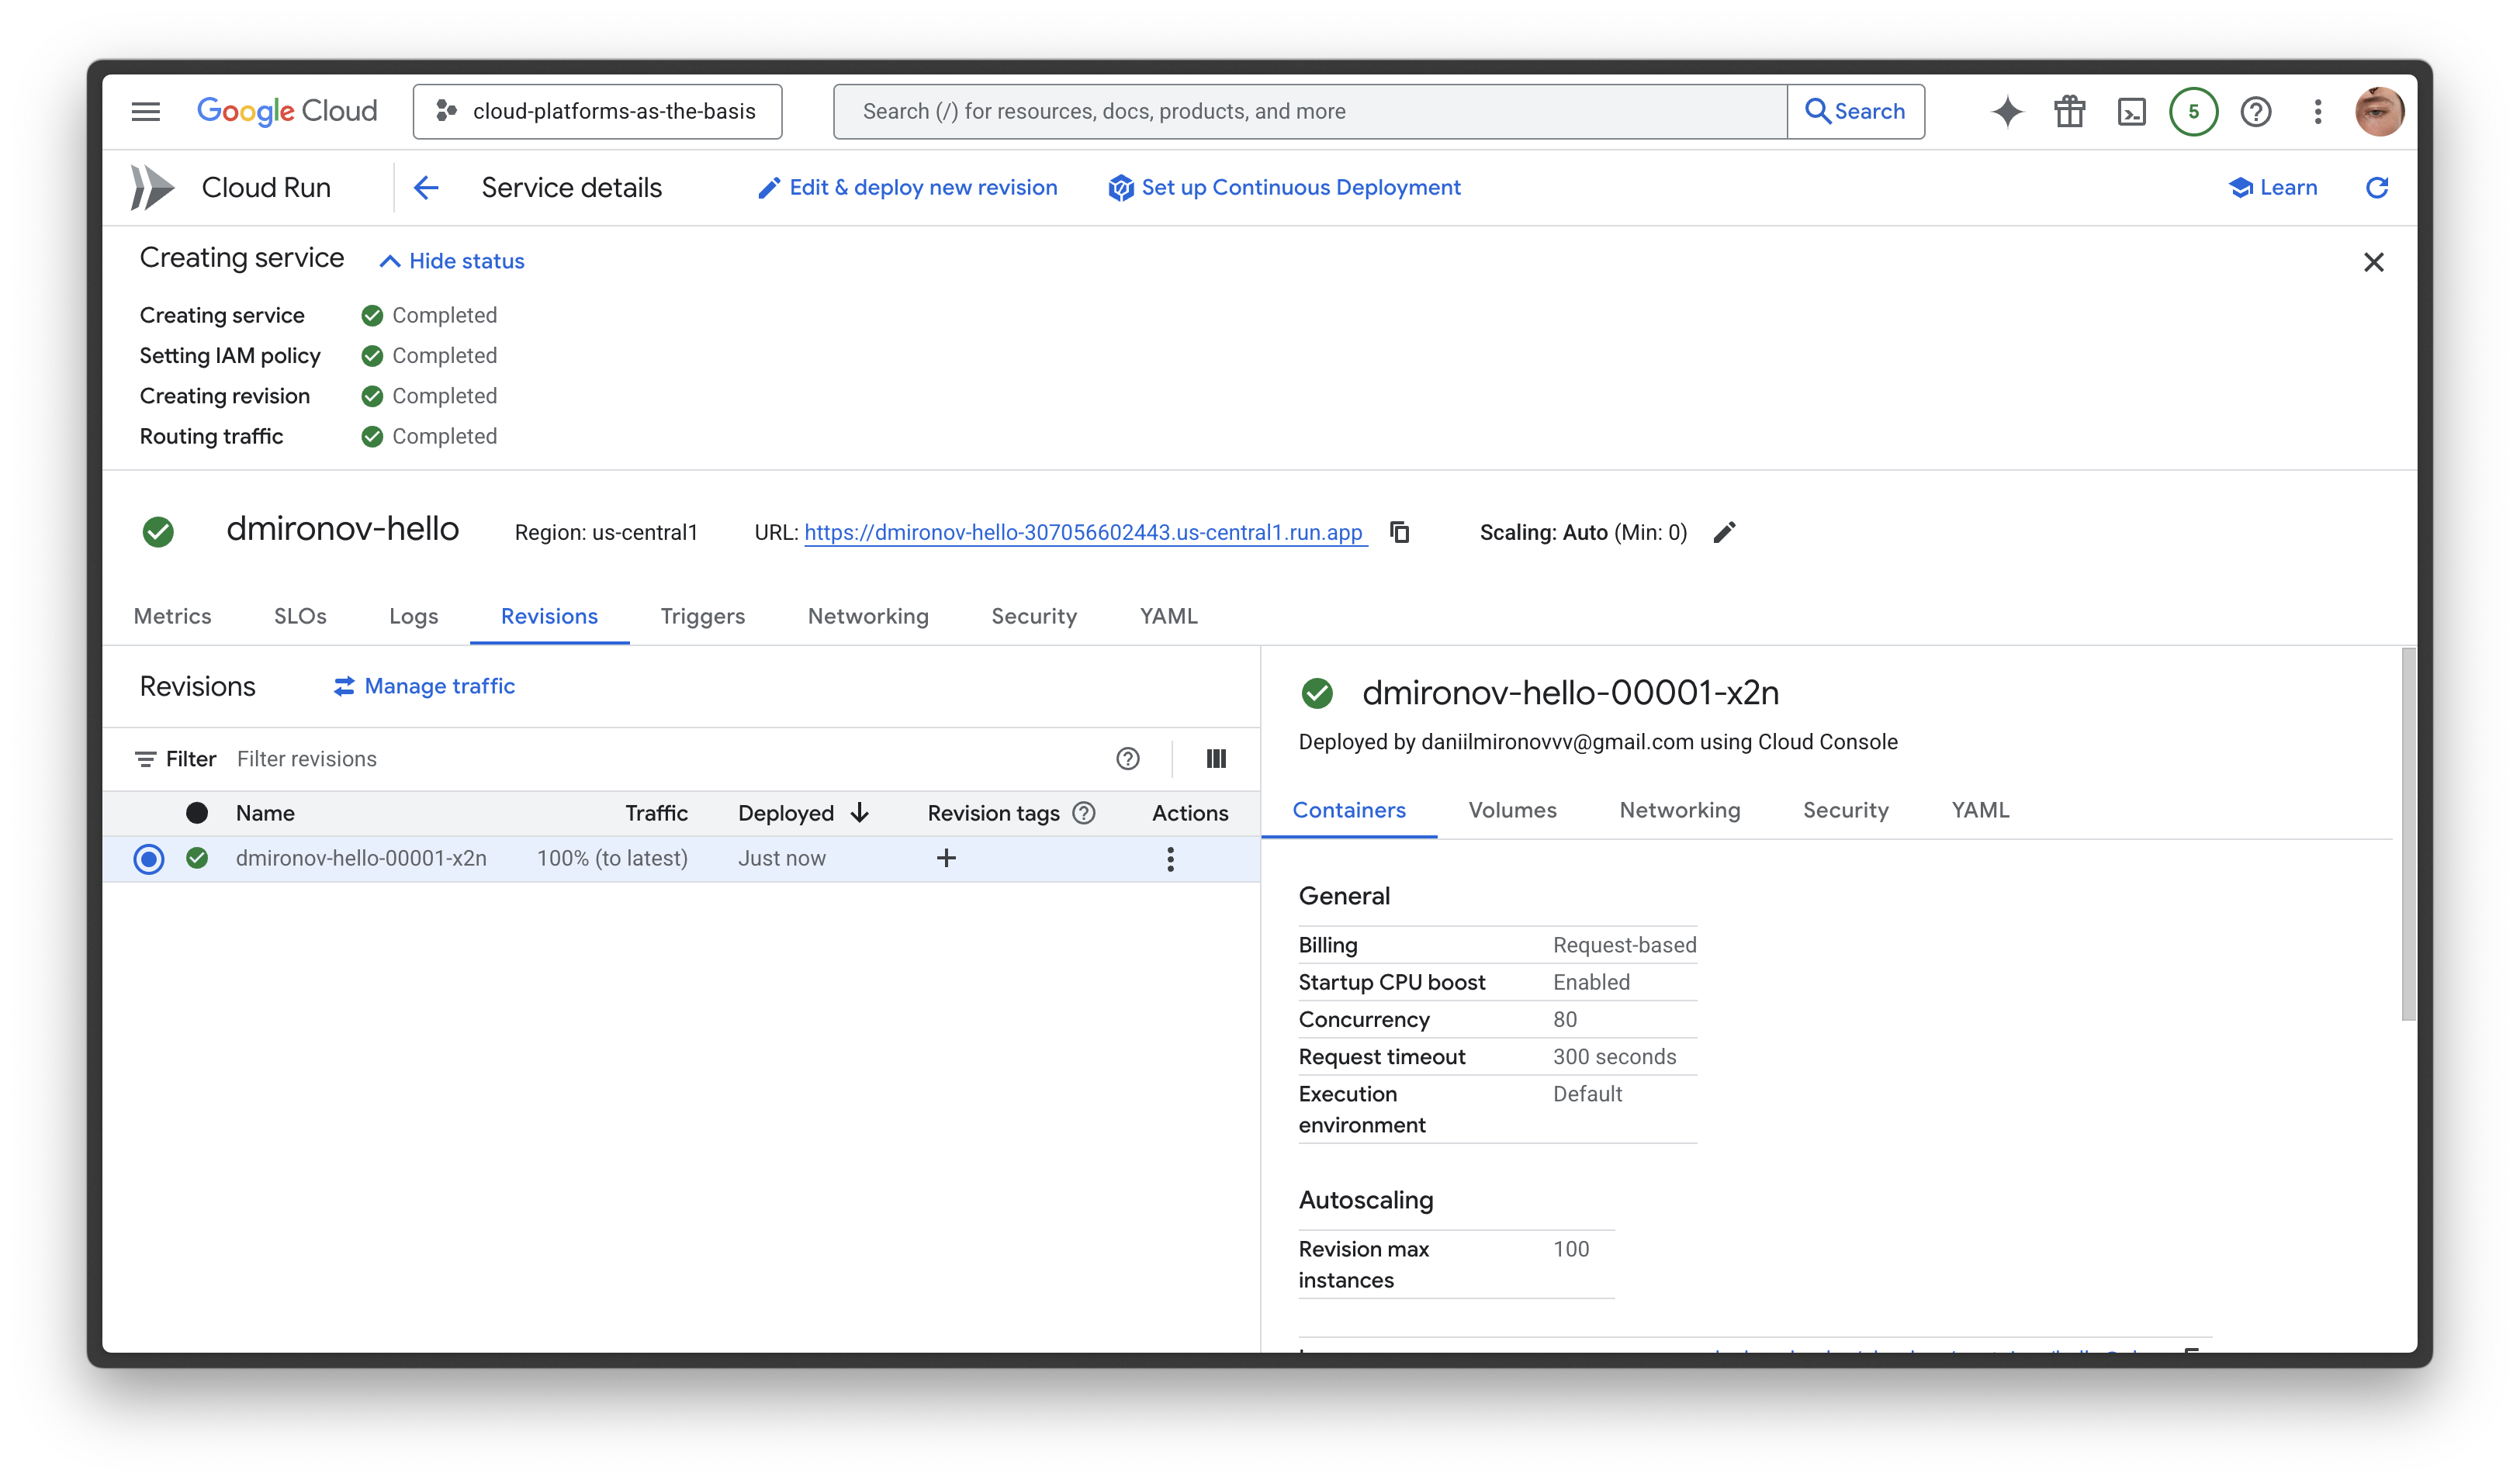 Google Cloud
cloud-platforms-as-the-basis
Search (/) for resources, docs, products, and more
Search
5
Cloud Run
Service details
Edit & deploy new revision
Set up Continuous Deployment
Learn
Creating service
Hide status
Creating service Completed
Setting IAM policy Completed
Creating revision Completed
Routing traffic Completed
dmironov-hello
Region: us-central1
URL: https://dmironov-hello-307056602443.us-central1.run.app
Scaling: Auto (Min: 0)
Metrics SLOs Logs Revisions Triggers Networking Security YAML
Revisions
Manage traffic
Filter Filter revisions
Name Traffic Deployed Revision tags Actions
dmironov-hello-00001-x2n 100% (to latest) Just now
dmironov-hello-00001-x2n
Deployed by daniilmironovvv@gmail.com using Cloud Console
Containers Volumes Networking Security YAML
General
Billing Request-based
Startup CPU boost Enabled
Concurrency 80
Request timeout 300 seconds
Execution Default
environment
Autoscaling
Revision max 100
instances